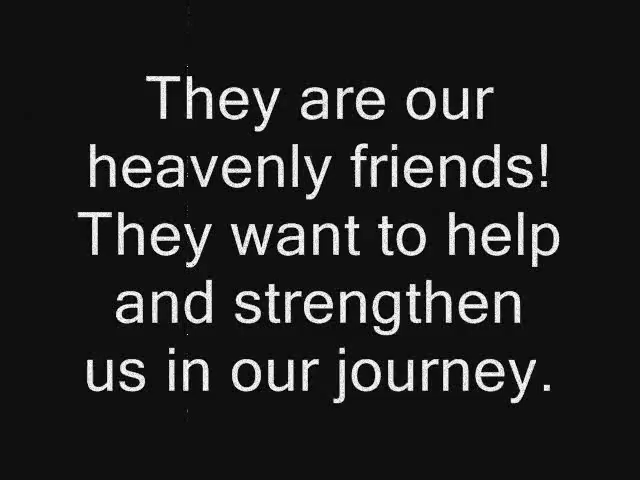 They are our
heavenly friends!
They want to help
and strengthen
us in our journey.